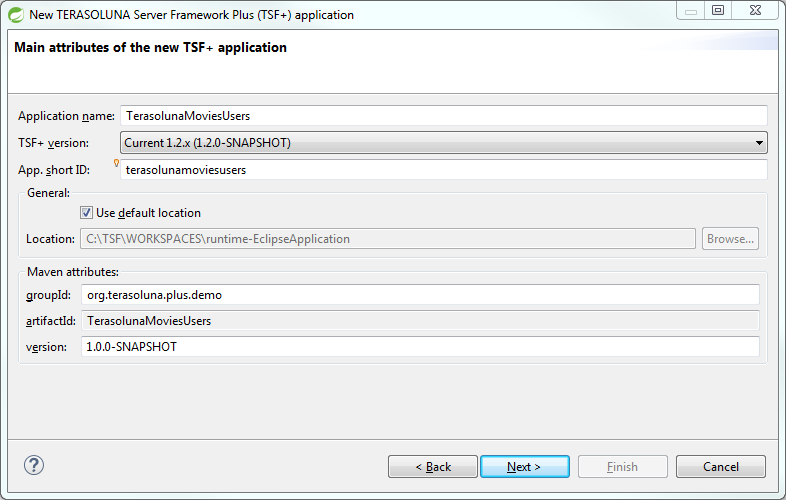 New TERASOLUNA Server Framework Plus (TSF+) application
Main attributes of the new TSF+ application
Application name: TerasolunaMoviesUsers
TSF+ version: Current 1.2.x (1.2.0-SNAPSHOT)
App. short ID: terasolunamoviesusers
General:
Use default location
Location: C:\TSF\WORKSPACES\runtime-EclipseApplication Browse...
Maven attributes:
groupId: org.terasoluna.plus.demo
artifactId: TerasolunaMoviesUsers
version: 1.0.0-SNAPSHOT
? < Back Next > Finish Cancel